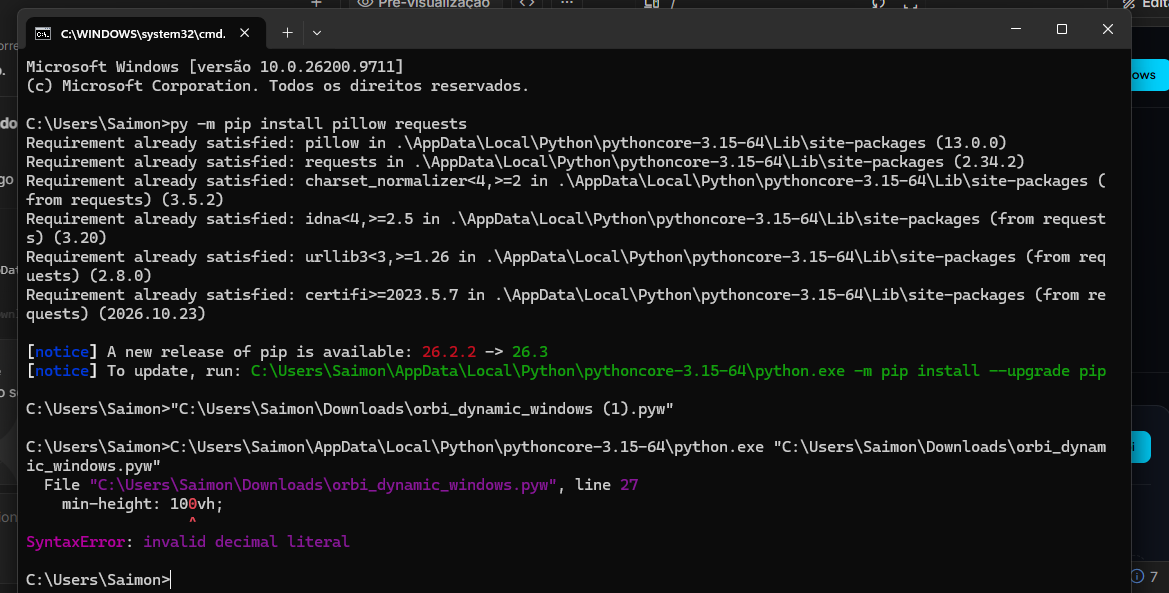 Pré-visualização
C:\WINDOWS\system32\cmd.
Microsoft Windows [versão 10.0.26200.9711]
(c) Microsoft Corporation. Todos os direitos reservados.
C:\Users\Saimon>py -m pip install pillow requests
Requirement already satisfied: pillow in .\AppData\Local\Python\pythoncore-3.15-64\Lib\site-packages (13.0.0)
Requirement already satisfied: requests in .\AppData\Local\Python\pythoncore-3.15-64\Lib\site-packages (2.34.2)
Requirement already satisfied: charset_normalizer<4,>=2 in .\AppData\Local\Python\pythoncore-3.15-64\Lib\site-packages (
from requests) (3.5.2)
Requirement already satisfied: idna<4,>=2.5 in .\AppData\Local\Python\pythoncore-3.15-64\Lib\site-packages (from request
s) (3.20)
Requirement already satisfied: urllib3<3,>=1.26 in .\AppData\Local\Python\pythoncore-3.15-64\Lib\site-packages (from req
uests) (2.8.0)
Requirement already satisfied: certifi>=2023.5.7 in .\AppData\Local\Python\pythoncore-3.15-64\Lib\site-packages (from re
quests) (2026.10.23)
[notice] A new release of pip is available: 26.2.2 -> 26.3
[notice] To update, run: C:\Users\Saimon\AppData\Local\Python\pythoncore-3.15-64\python.exe -m pip install --upgrade pip
C:\Users\Saimon>"C:\Users\Saimon\Downloads\orbi_dynamic_windows (1).pyw"
C:\Users\Saimon>C:\Users\Saimon\AppData\Local\Python\pythoncore-3.15-64\python.exe "C:\Users\Saimon\Downloads\orbi_dynam
ic_windows.pyw"
File "C:\Users\Saimon\Downloads\orbi_dynamic_windows.pyw", line 27
min-height: 100vh;
^
SyntaxError: invalid decimal literal
C:\Users\Saimon>
ows
7